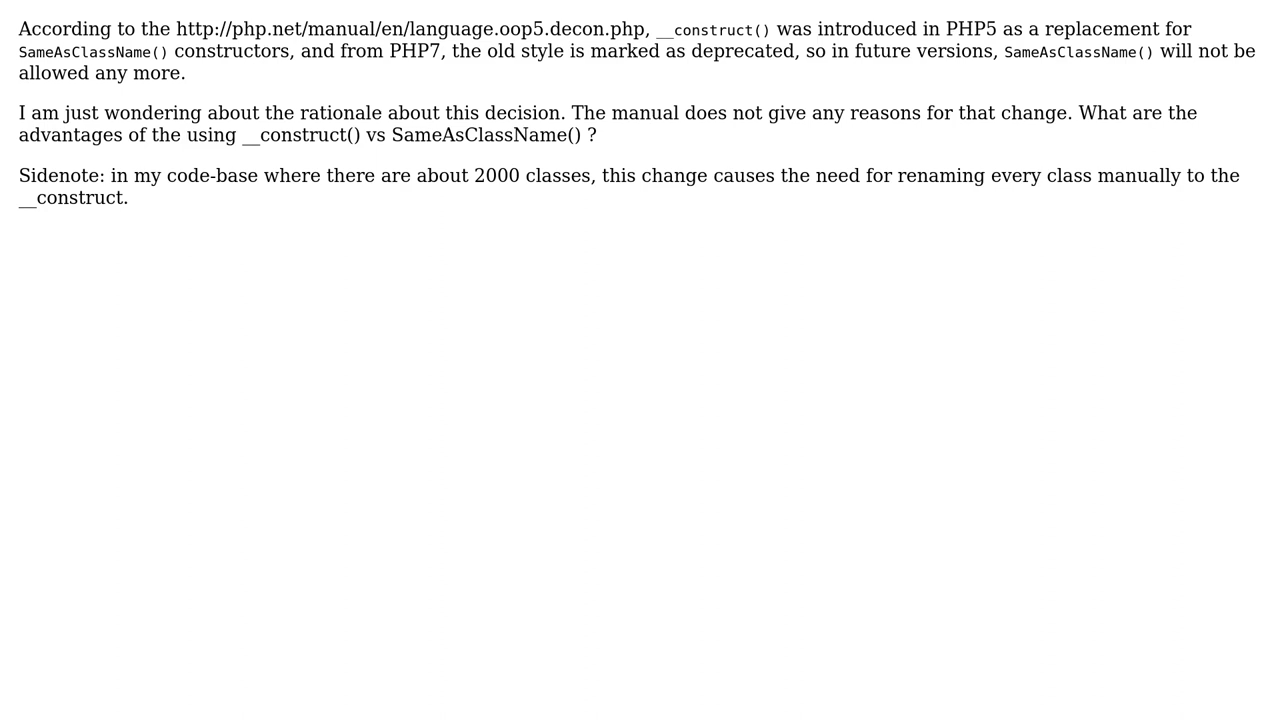 According to the http://php.net/manual/en/language.oop5.decon.php, __construct() was introduced in PHP5 as a replacement for
SameAsClassName() constructors, and from PHP7, the old style is marked as deprecated, so in future versions, SameAsClassName() will not be
allowed any more.
I am just wondering about the rationale about this decision. The manual does not give any reasons for that change. What are the
advantages of the using __construct() vs SameAsClassName() ?
Sidenote: in my code-base where there are about 2000 classes, this change causes the need for renaming every class manually to the
__construct.